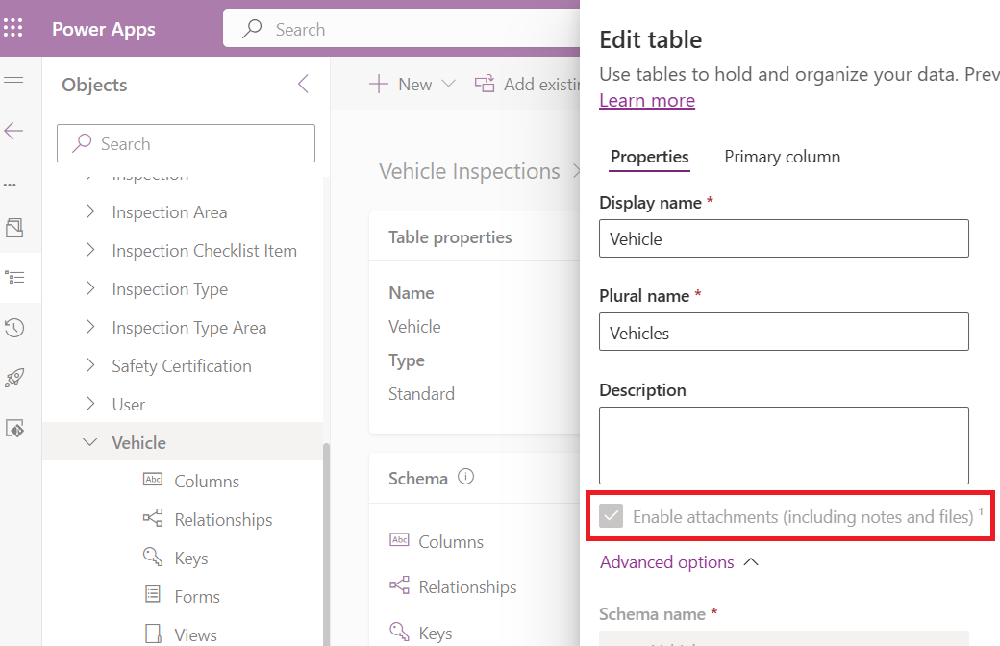 Power Apps
Search
Objects
Search
Inspection
Inspection Area
Inspection Checklist Item
Inspection Type
Inspection Type Area
Safety Certification
User
Vehicle
Abc Columns
Relationships
Keys
Forms
Views
New
Add existin
Vehicle Inspections
Table properties
Name
Vehicle
Type
Standard
Schema
Abc Columns
Relationships
Keys
Edit table
Use tables to hold and organize your data. Prev
Learn more
Properties Primary column
Display name *
Vehicle
Plural name *
Vehicles
Description
Enable attachments (including notes and files) 1
Advanced options
Schema name *